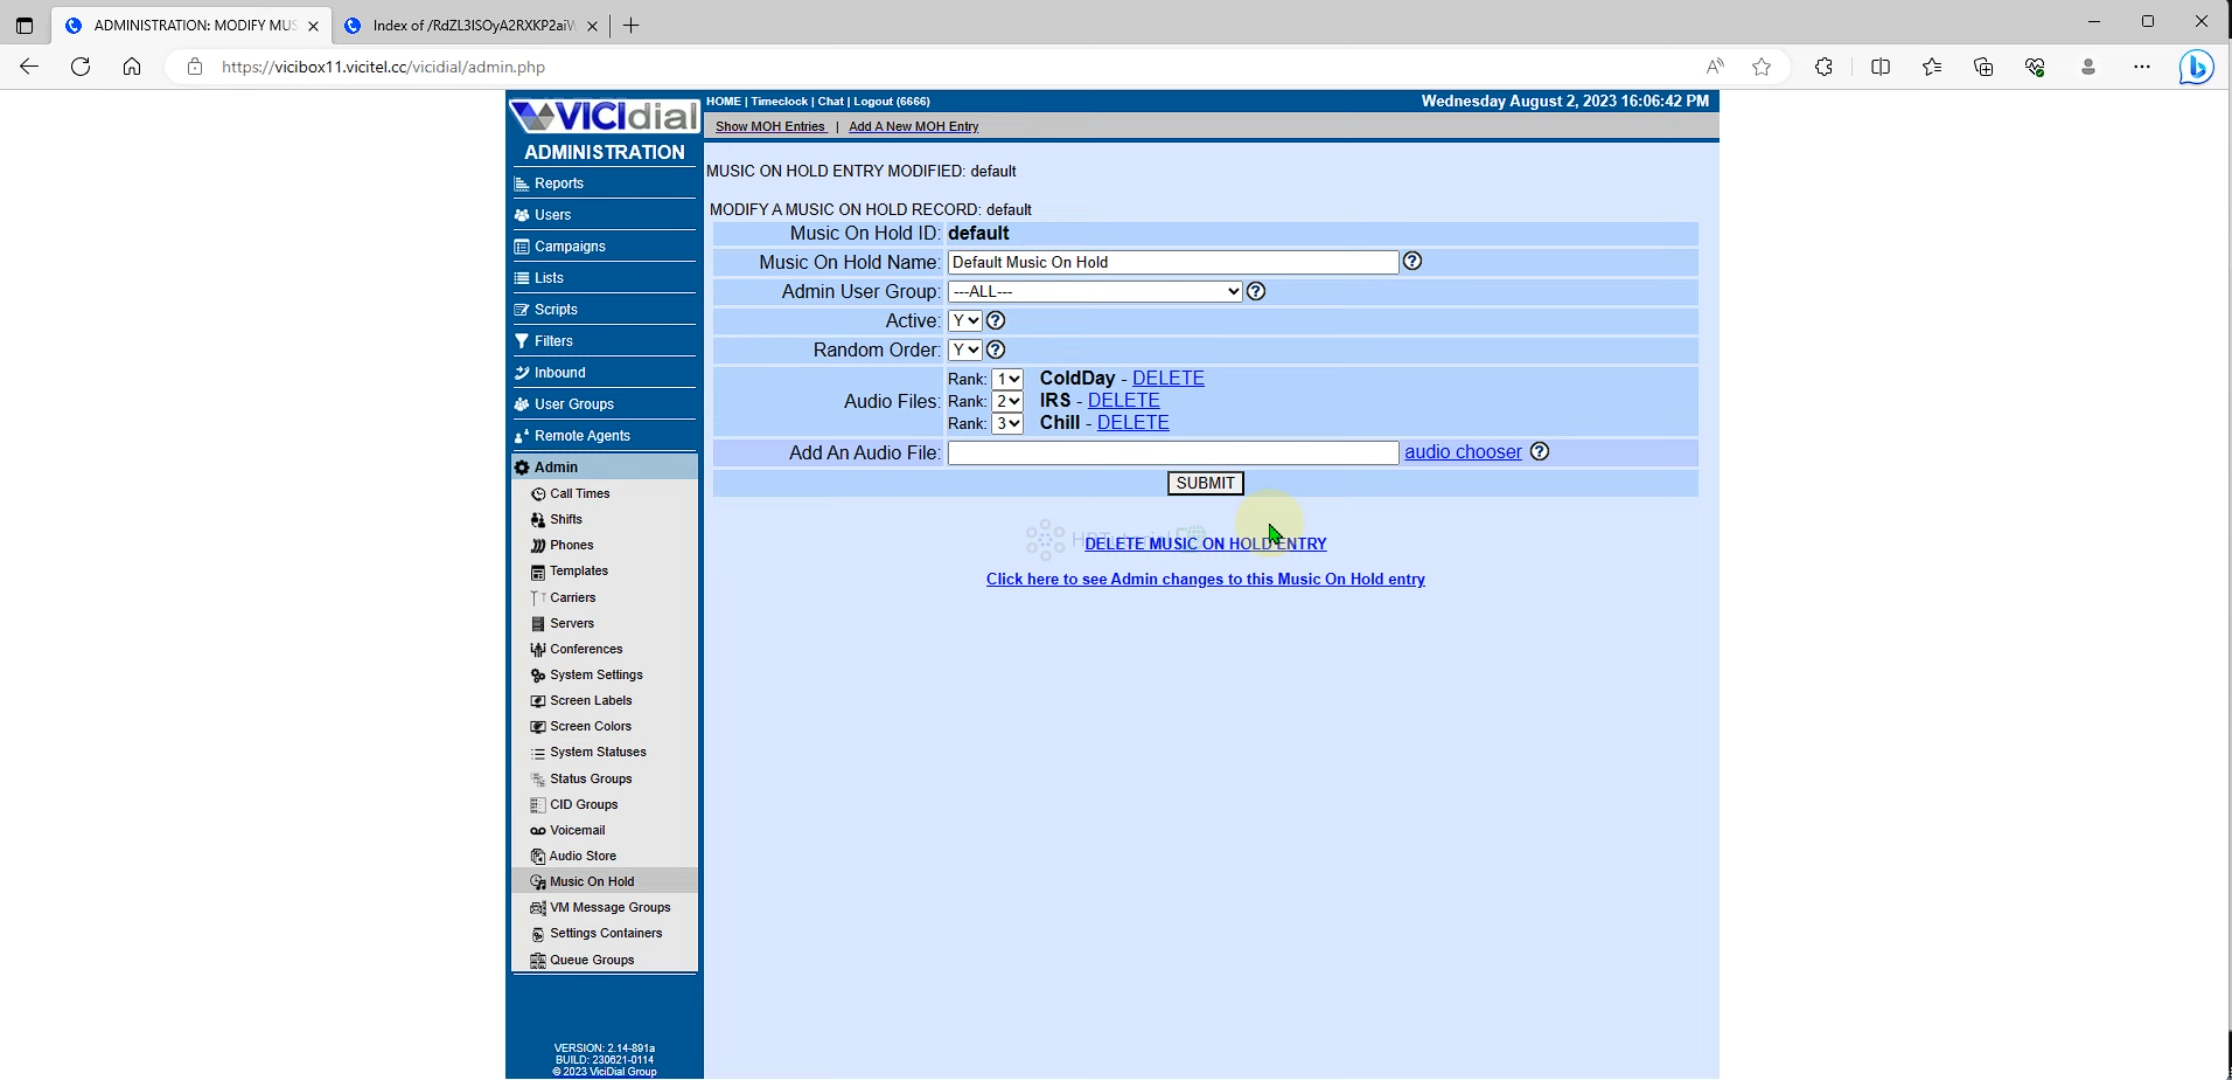 ADMINISTRATION: MODIFY MUS
Index of /RdZL3ISOyA2RXKP2aiW
https://vicibox11.vicitel.cc/vicidial/admin.php
VICIdial
HOME | Timeclock | Chat | Logout (6666)
Wednesday August 2, 2023 16:06:42 PM
Show MOH Entries | Add A New MOH Entry
ADMINISTRATION
Reports
Users
Campaigns
Lists
Scripts
Filters
Inbound
User Groups
Remote Agents
Admin
Call Times
Shifts
Phones
Templates
Carriers
Servers
Conferences
System Settings
Screen Labels
Screen Colors
System Statuses
Status Groups
CID Groups
Voicemail
Audio Store
Music On Hold
VM Message Groups
Settings Containers
Queue Groups
VERSION: 2.14-891a
BUILD: 230621-0114
© 2023 ViciDial Group
MUSIC ON HOLD ENTRY MODIFIED: default
MODIFY A MUSIC ON HOLD RECORD: default
Music On Hold ID: default
Music On Hold Name: Default Music On Hold
Admin User Group: ---ALL---
Active: Y
Random Order: Y
Audio Files:
Rank: 1 ColdDay - DELETE
Rank: 2 IRS - DELETE
Rank: 3 Chill - DELETE
Add An Audio File: audio chooser
SUBMIT
DELETE MUSIC ON HOLD ENTRY
Click here to see Admin changes to this Music On Hold entry